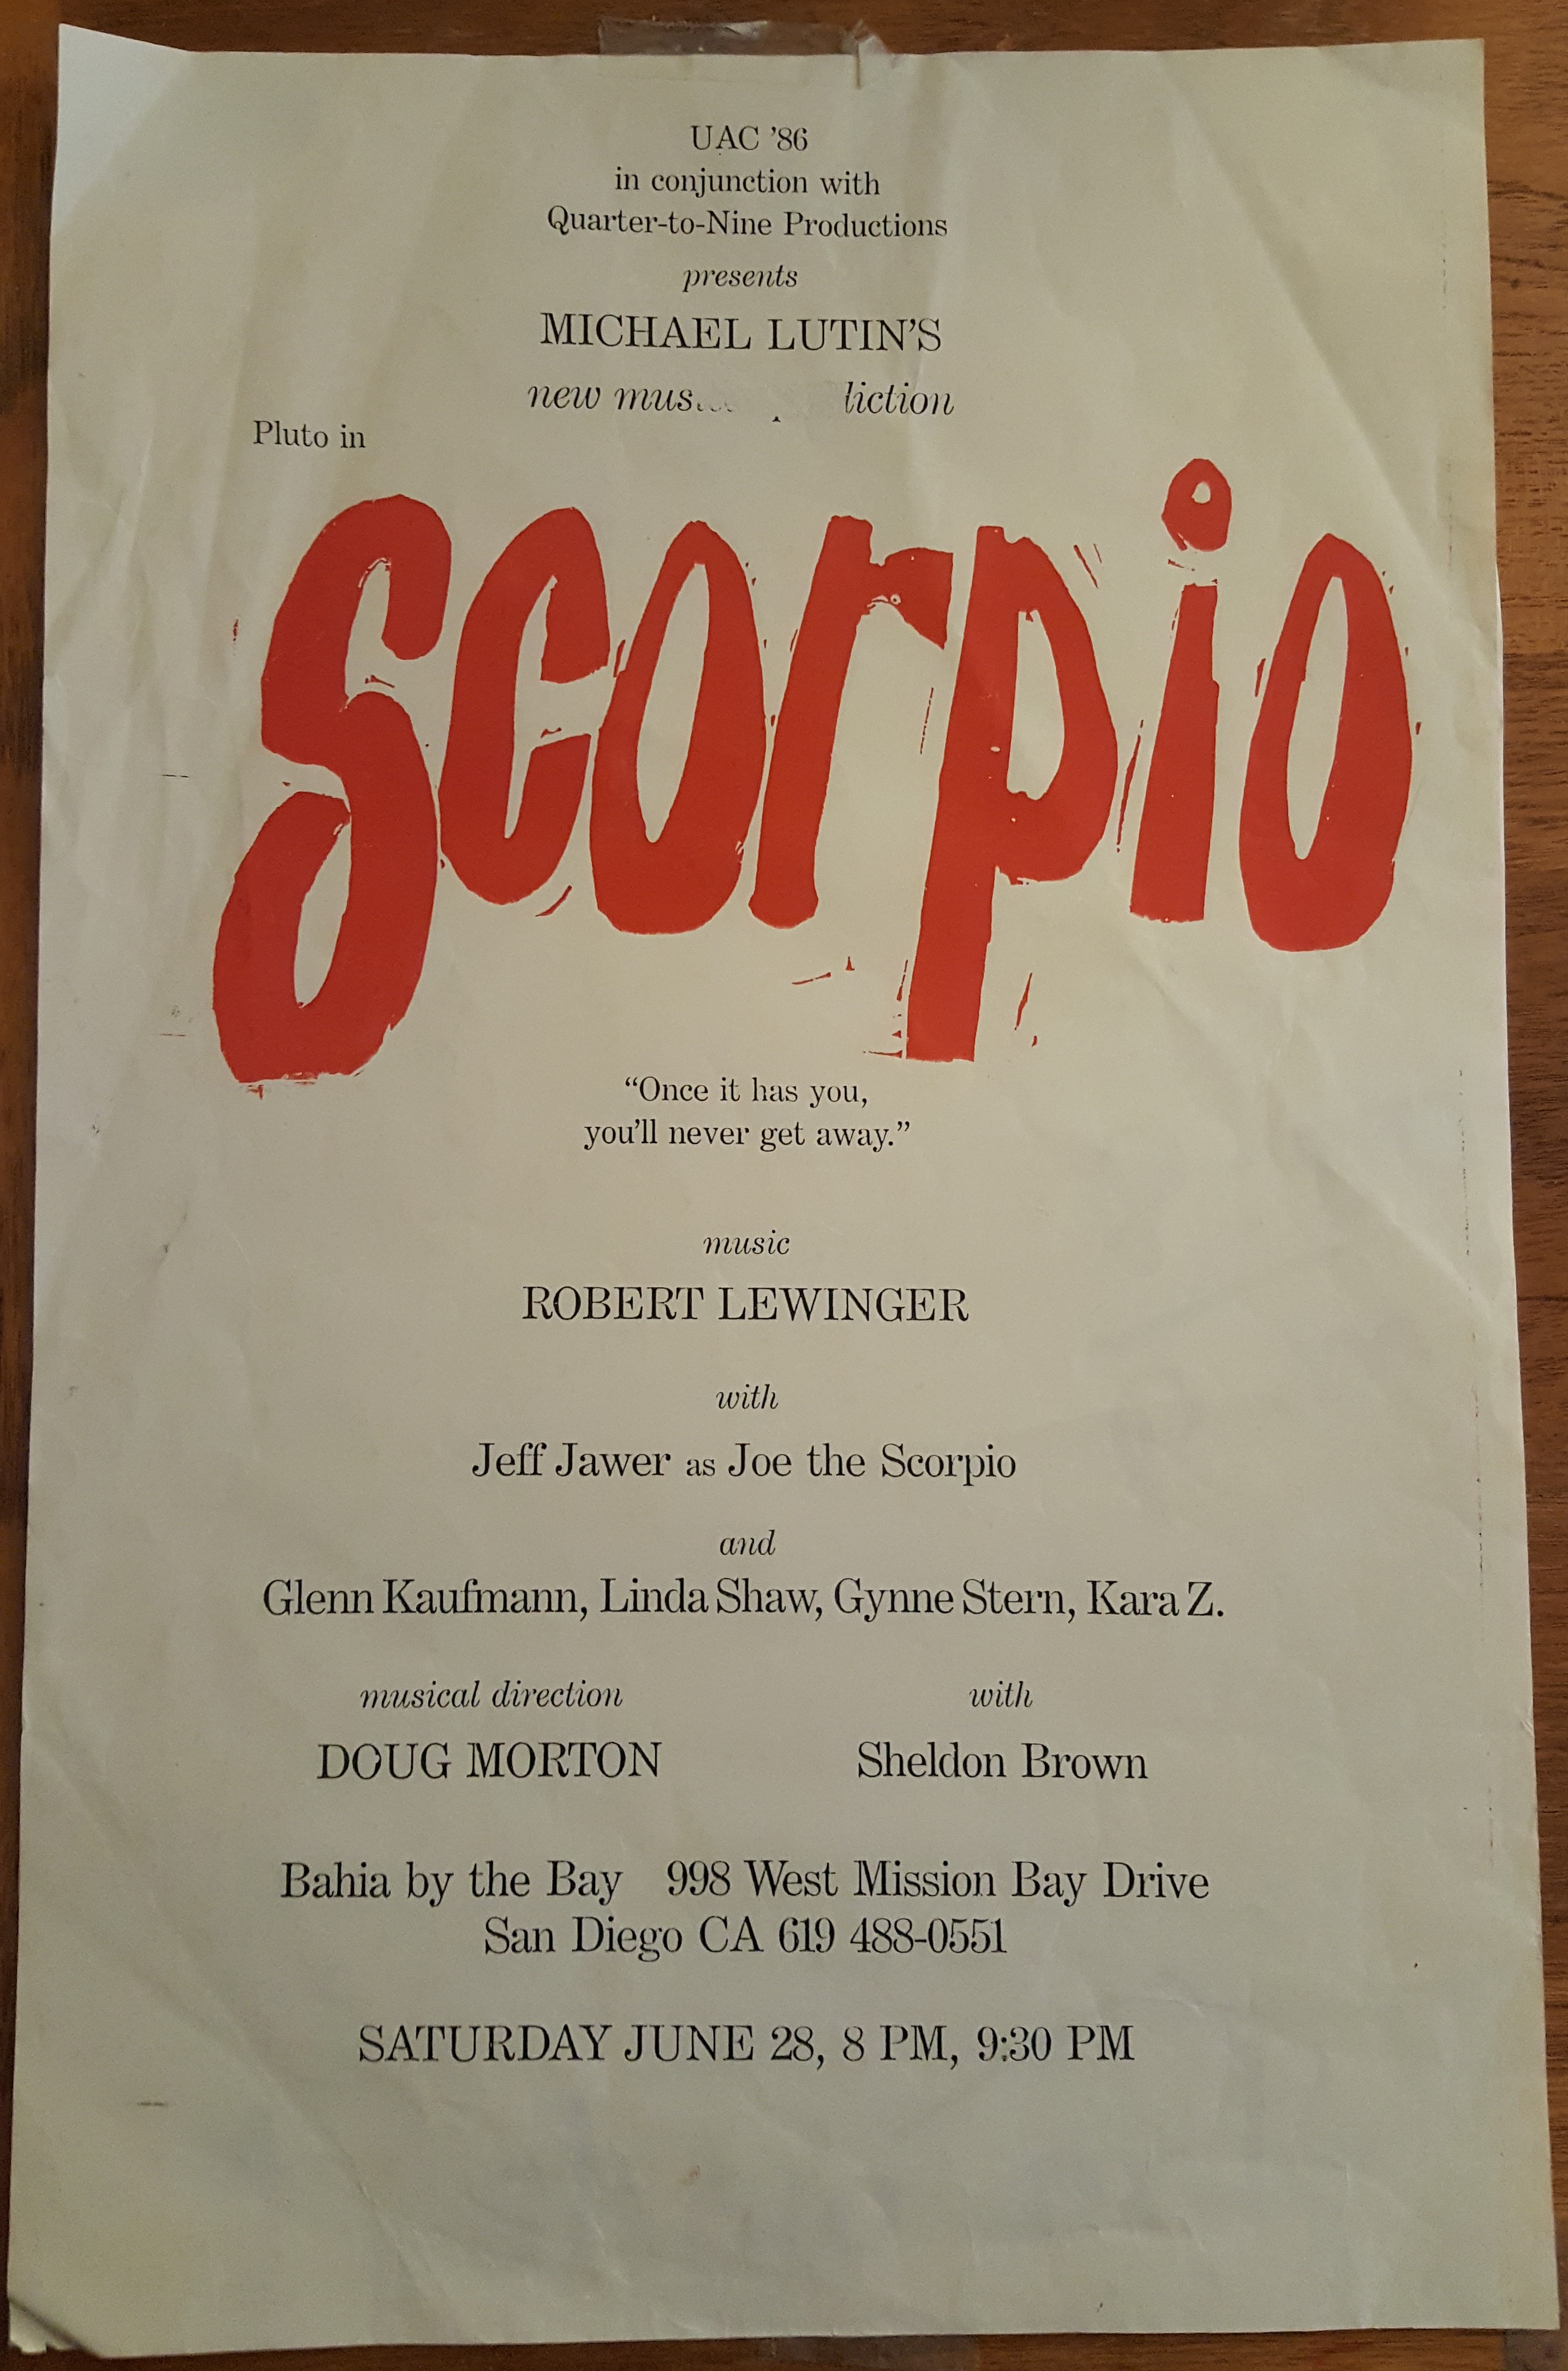 UAC '86
in conjunction with
Quarter-to-Nine Productions
presents
MICHAEL LUTIN'S
new
Pluto in
Scorpio
“Once it has you,
you'll never get away.”
music
ROBERT LEWINGER
with
Jeff Jawer as Joe the Scorpio
and
Glenn Kaufmann, Linda Shaw, Gynne Stern, Kara Z.
musical direction
DOUG MORTON
with
Sheldon Brown
Bahia by the Bay 998 West Mission Bay Drive
San Diego CA 619 488-0551
SATURDAY JUNE 28, 8 PM, 9:30 PM